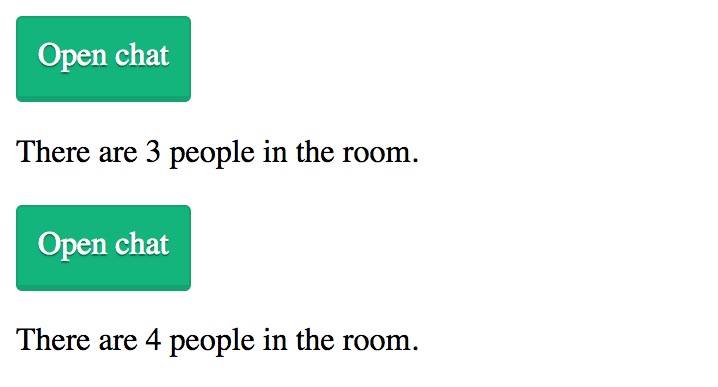 Open chat
There are 3 people in the room.
Open chat
There are 4 people in the room.